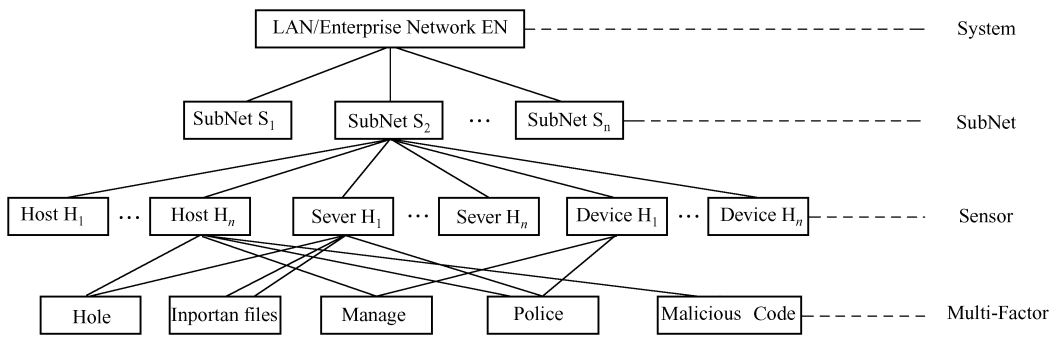 LAN/Enterprise Network EN
System
SubNet S1
SubNet S2
...
SubNet Sn
SubNet
Host H1
...
Host Hn
Sever H1
...
Sever Hn
Device H1
...
Device Hn
Sensor
Hole
Inportan files
Manage
Police
Malicious Code
Multi-Factor